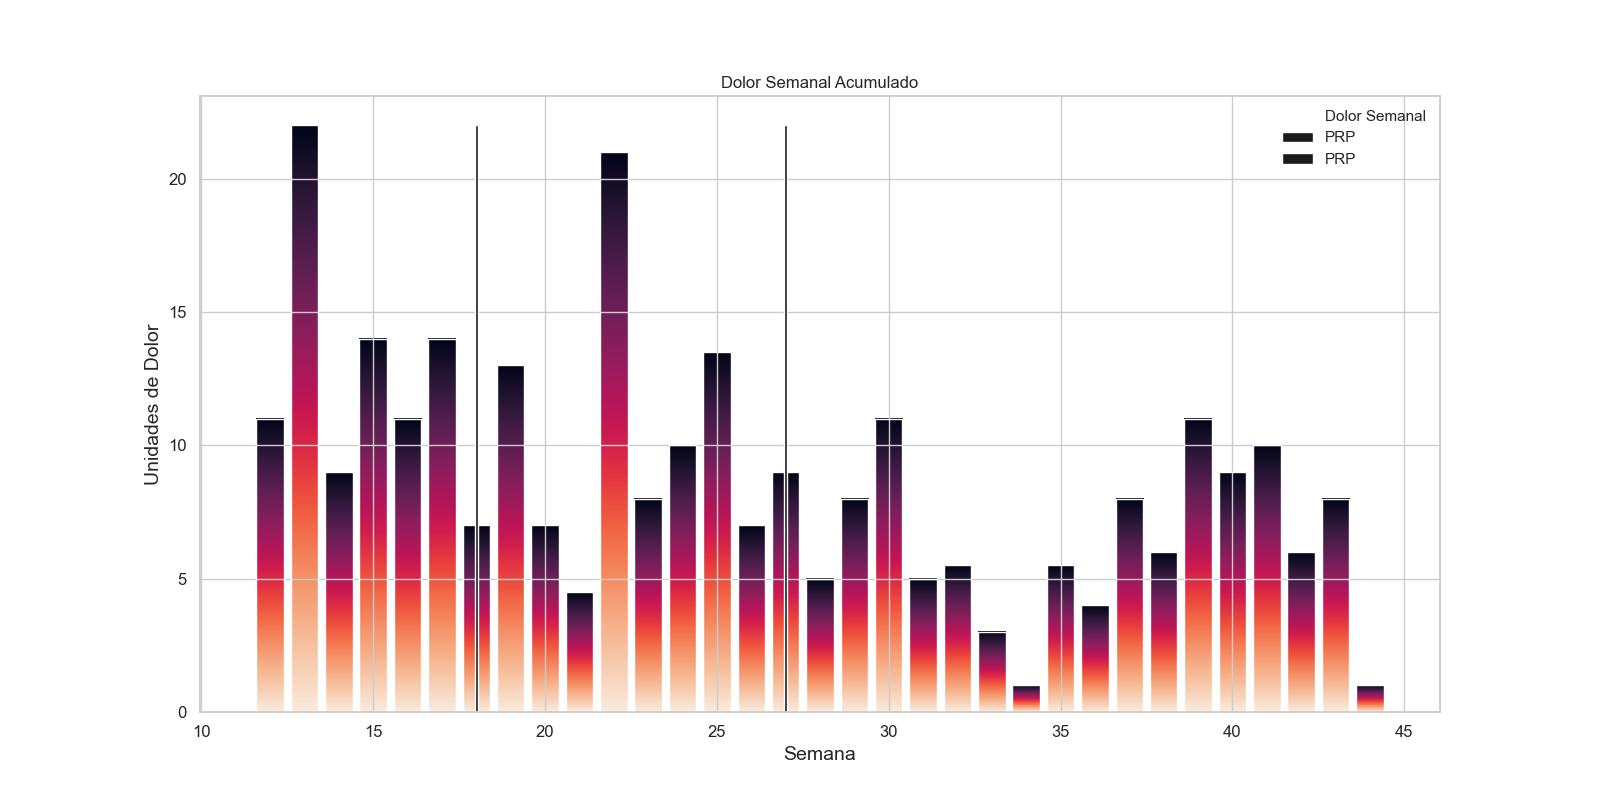 Dolor Semanal Acumulado
Dolor Semanal
PRP
PRP
Unidades de Dolor
20
15
10
5
0
10 15 20 25 30 35 40 45
Semana